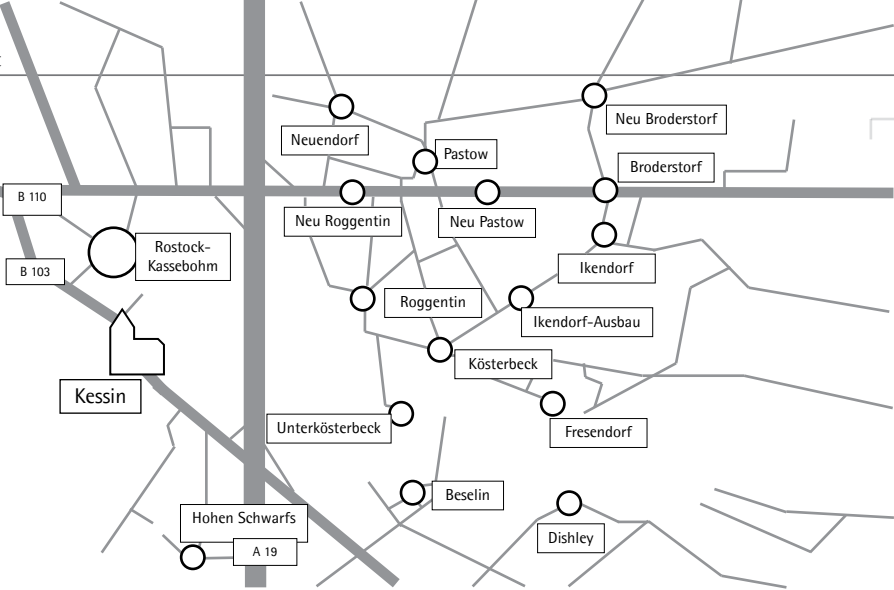 Neu Broderstorf
Neuendorf
Pastow
Broderstorf
B 110
Neu Roggentin
Neu Pastow
Rostock-
Kassebohm
B 103
Ikendorf
Roggentin
Ikendorf-Ausbau
Kösterbeck
Kessin
Unterkösterbeck
Fresendorf
Beselin
Hohen Schwarfs
Dishley
A 19